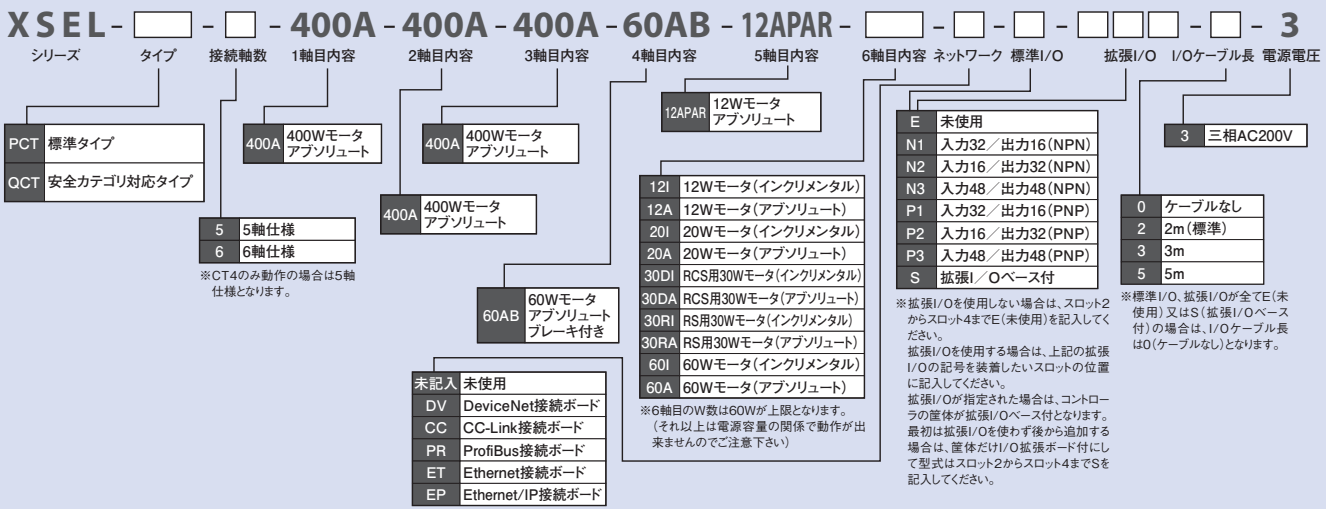 XSEL- - - 400A - 400A - 400A - 60AB - 12APAR - - - - - - 3
シリーズ タイプ 接続軸数 1軸目内容 2軸目内容 3軸目内容 4軸目内容 5軸目内容 6軸目内容 ネットワーク 標準I/O 拡張I/O I/Oケーブル長 電源電圧
PCT 標準タイプ
QCT 安全カテゴリ対応タイプ
5 5軸仕様
6 6軸仕様
※CT4のみ動作の場合は5軸
仕様となります。
400A 400Wモータ
アブソリュート
400A 400Wモータ
アブソリュート
400A 400Wモータ
アブソリュート
60AB 60Wモータ
アブソリュート
ブレーキ付き
12APAR 12Wモータ
アブソリュート
12I 12Wモータ(インクリメンタル)
12A 12Wモータ(アブソリュート)
20I 20Wモータ(インクリメンタル)
20A 20Wモータ(アブソリュート)
30DI RCS用30Wモータ(インクリメンタル)
30DA RCS用30Wモータ(アブソリュート)
30RI RS用30Wモータ(インクリメンタル)
30RA RS用30Wモータ(アブソリュート)
60I 60Wモータ(インクリメンタル)
60A 60Wモータ(アブソリュート)
※6軸目のW数は60Wが上限となります。
(それ以上は電源容量の関係で動作が出
来ませんのでご注意下さい)
未記入 未使用
DV DeviceNet接続ボード
CC CC-Link接続ボード
PR ProfiBus接続ボード
ET Ethernet接続ボード
EP Ethernet/IP接続ボード
E 未使用
N1 入力32／出力16(NPN)
N2 入力16／出力32(NPN)
N3 入力48／出力48(NPN)
P1 入力32／出力16(PNP)
P2 入力16／出力32(PNP)
P3 入力48／出力48(PNP)
S 拡張I／Oベース付
※拡張I/Oを使用しない場合は、スロット2
からスロット4までE(未使用)を記入してく
ださい。
拡張I/Oを使用する場合は、上記の拡張
I/Oの記号を装着したいスロットの位置
に記入してください。
拡張I/Oが指定された場合は、コントロー
ラの筐体が拡張I/Oベース付となります。
最初は拡張I/Oを使わず後から追加する
場合は、筐体だけI/O拡張ボード付にし
て型式はスロット2からスロット4までSを
記入してください。
0 ケーブルなし
2 2m(標準)
3 3m
5 5m
※標準I/O、拡張I/Oが全てE(未
使用)又はS(拡張I/Oベース
付)の場合は、I/Oケーブル長
は0(ケーブルなし)となります。
3 三相AC200V